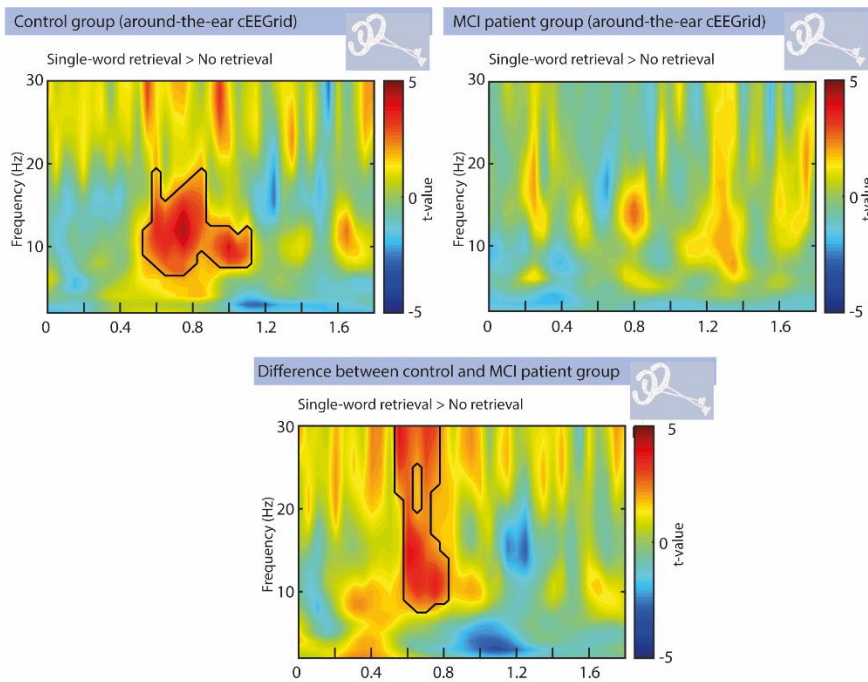 Control group (around-the-ear cEEGrid)
Single-word retrieval > No retrieval
30
20
10
Frequency (Hz)
0
0.4
0.8
1.2
1.6
5
0
-5
t-value
MCI patient group (around-the-ear cEEGrid)
Single-word retrieval > No retrieval
30
20
10
Frequency (Hz)
0
0.4
0.8
1.2
1.6
5
0
-5
t-value
Difference between control and MCI patient group
Single-word retrieval > No retrieval
30
20
10
Frequency (Hz)
0
0.4
0.8
1.2
1.6
5
0
-5
t-value